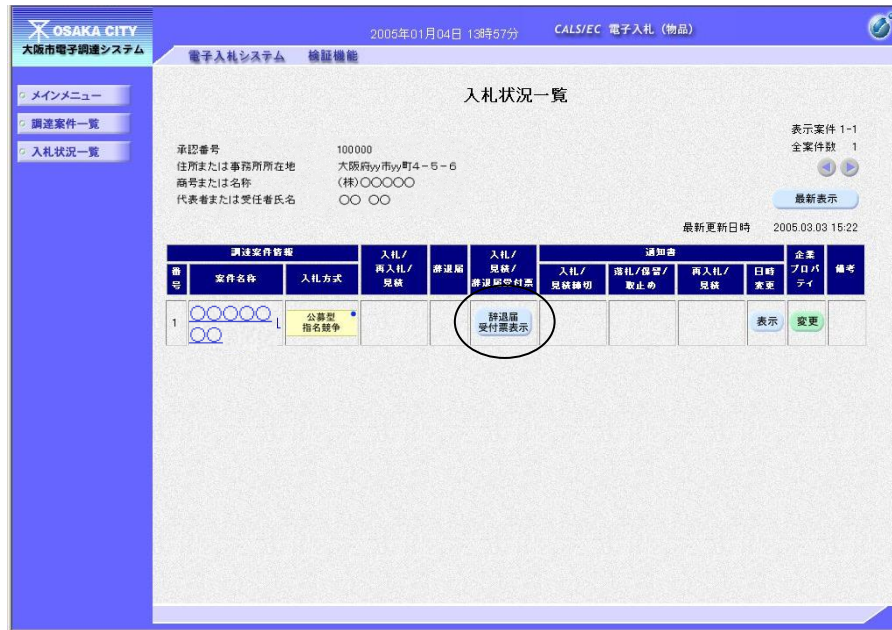 OSAKA CITY
大阪市電子調達システム
2005年01月04日 13時57分
CALS/EC 電子入札（物品）
電子入札システム 検証機能
メインメニュー
調達案件一覧
入札状況一覧
入札状況一覧
表示案件 1-1
全案件数 1
承認番号 100000
住所または事務所所在地 大阪府yy市yy町4-5-6
商号または名称 (株)○○○○○
代表者または受任者氏名 ○○ ○○
最新表示
最新更新日時 2005.03.03 15:22
調達案件情報
入札/
再入札/
見積
辞退届
入札/
見積/
辞退届受付票
通知書
企業
プロパ
ティ
備考
番
号
案件名称
入札方式
入札/
見積締切
落札/保留/
取止め
再入札/
見積
日時
変更
1
○○○○○
○○
L
公募型
指名競争
辞退届
受付票表示
表示
変更